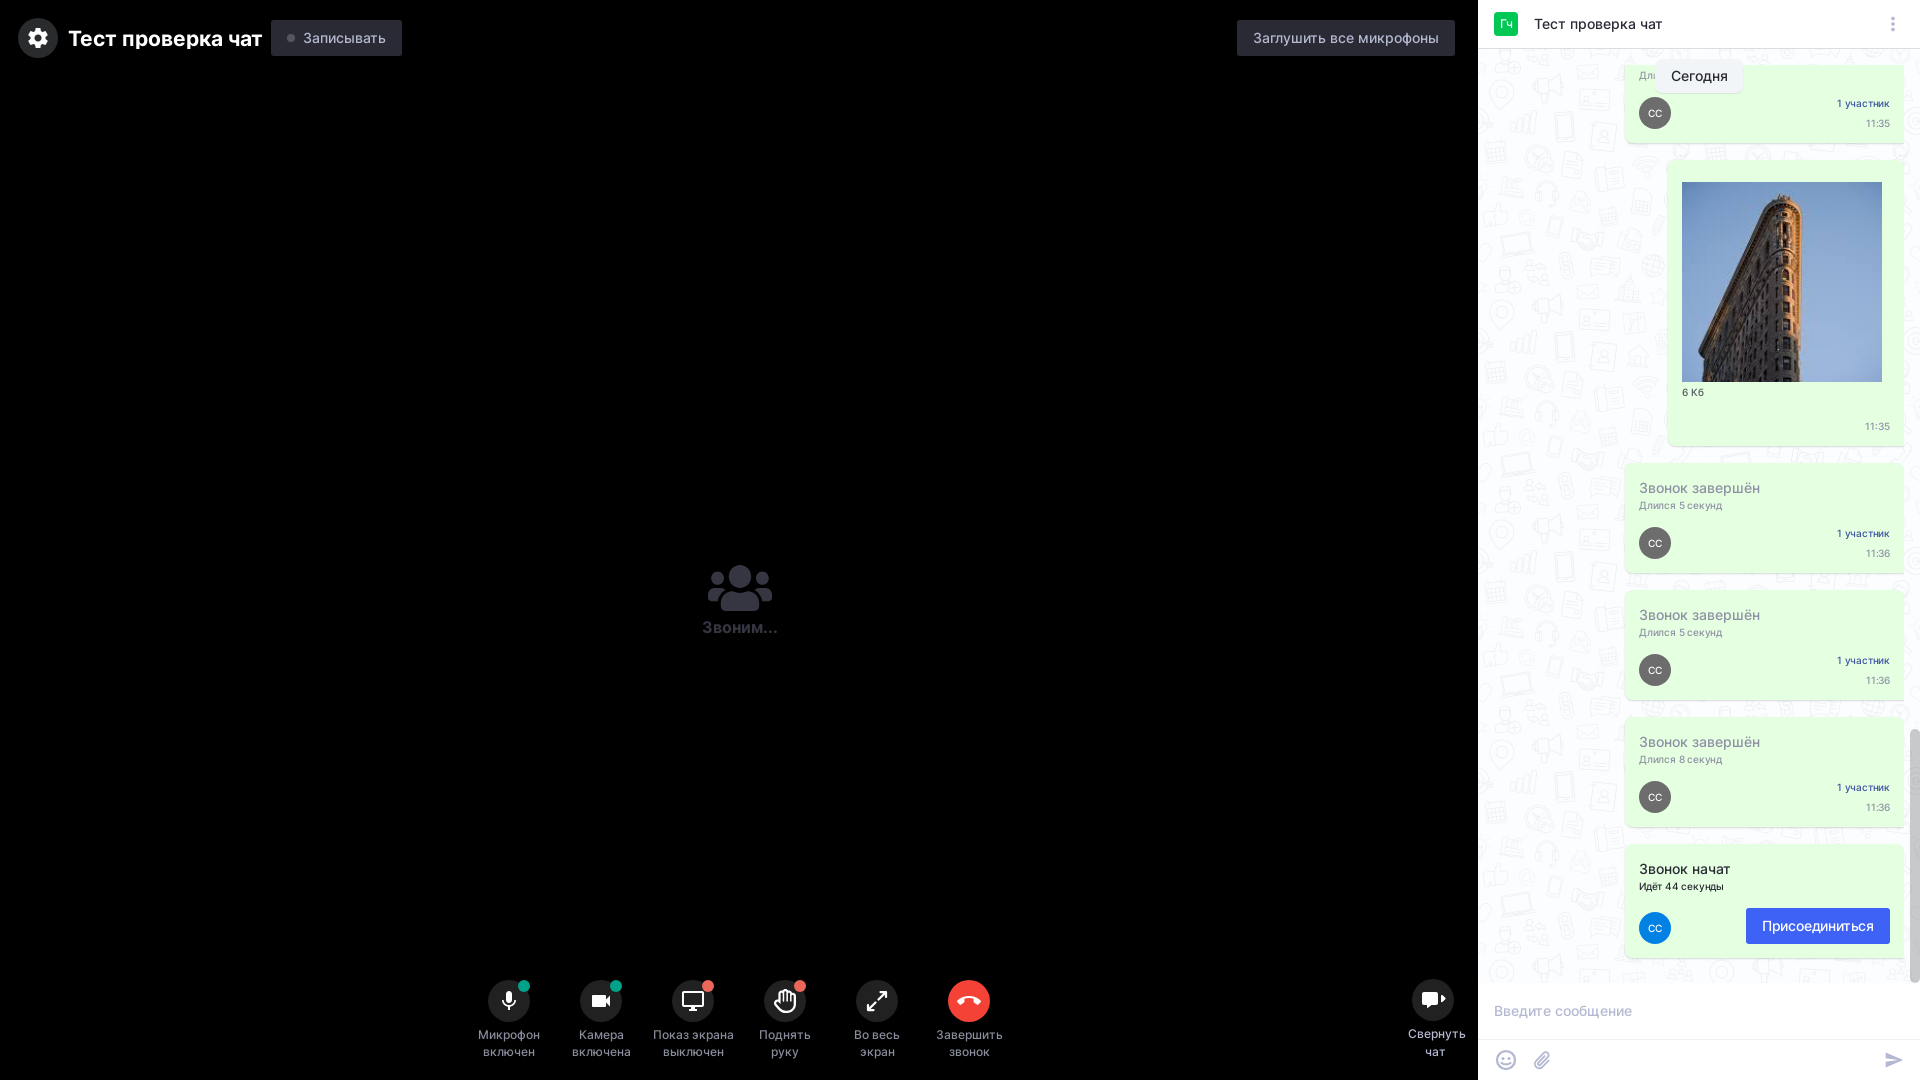 Тест проверка чат
Записывать
Заглушить все микрофоны
Гч
Тест проверка чат
Сегодня
СС
1 участник
11:35
6 Кб
11:35
Звонок завершён
Длился 5 секунд
СС
1 участник
11:36
Звонок завершён
Длился 5 секунд
СС
1 участник
11:36
Звонок завершён
Длился 8 секунд
СС
1 участник
11:36
Звонок начат
Идёт 44 секунды
СС
Присоединиться
Звоним...
Микрофон
включен
Камера
включена
Показ экрана
выключен
Поднять
руку
Во весь
экран
Завершить
звонок
Свернуть
чат
Введите сообщение